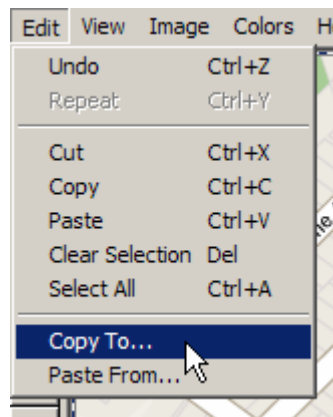 Edit View Image Colors
Undo Ctrl+Z
Repeat Ctrl+Y
Cut Ctrl+X
Copy Ctrl+C
Paste Ctrl+V
Clear Selection Del
Select All Ctrl+A
Copy To...
Paste From...